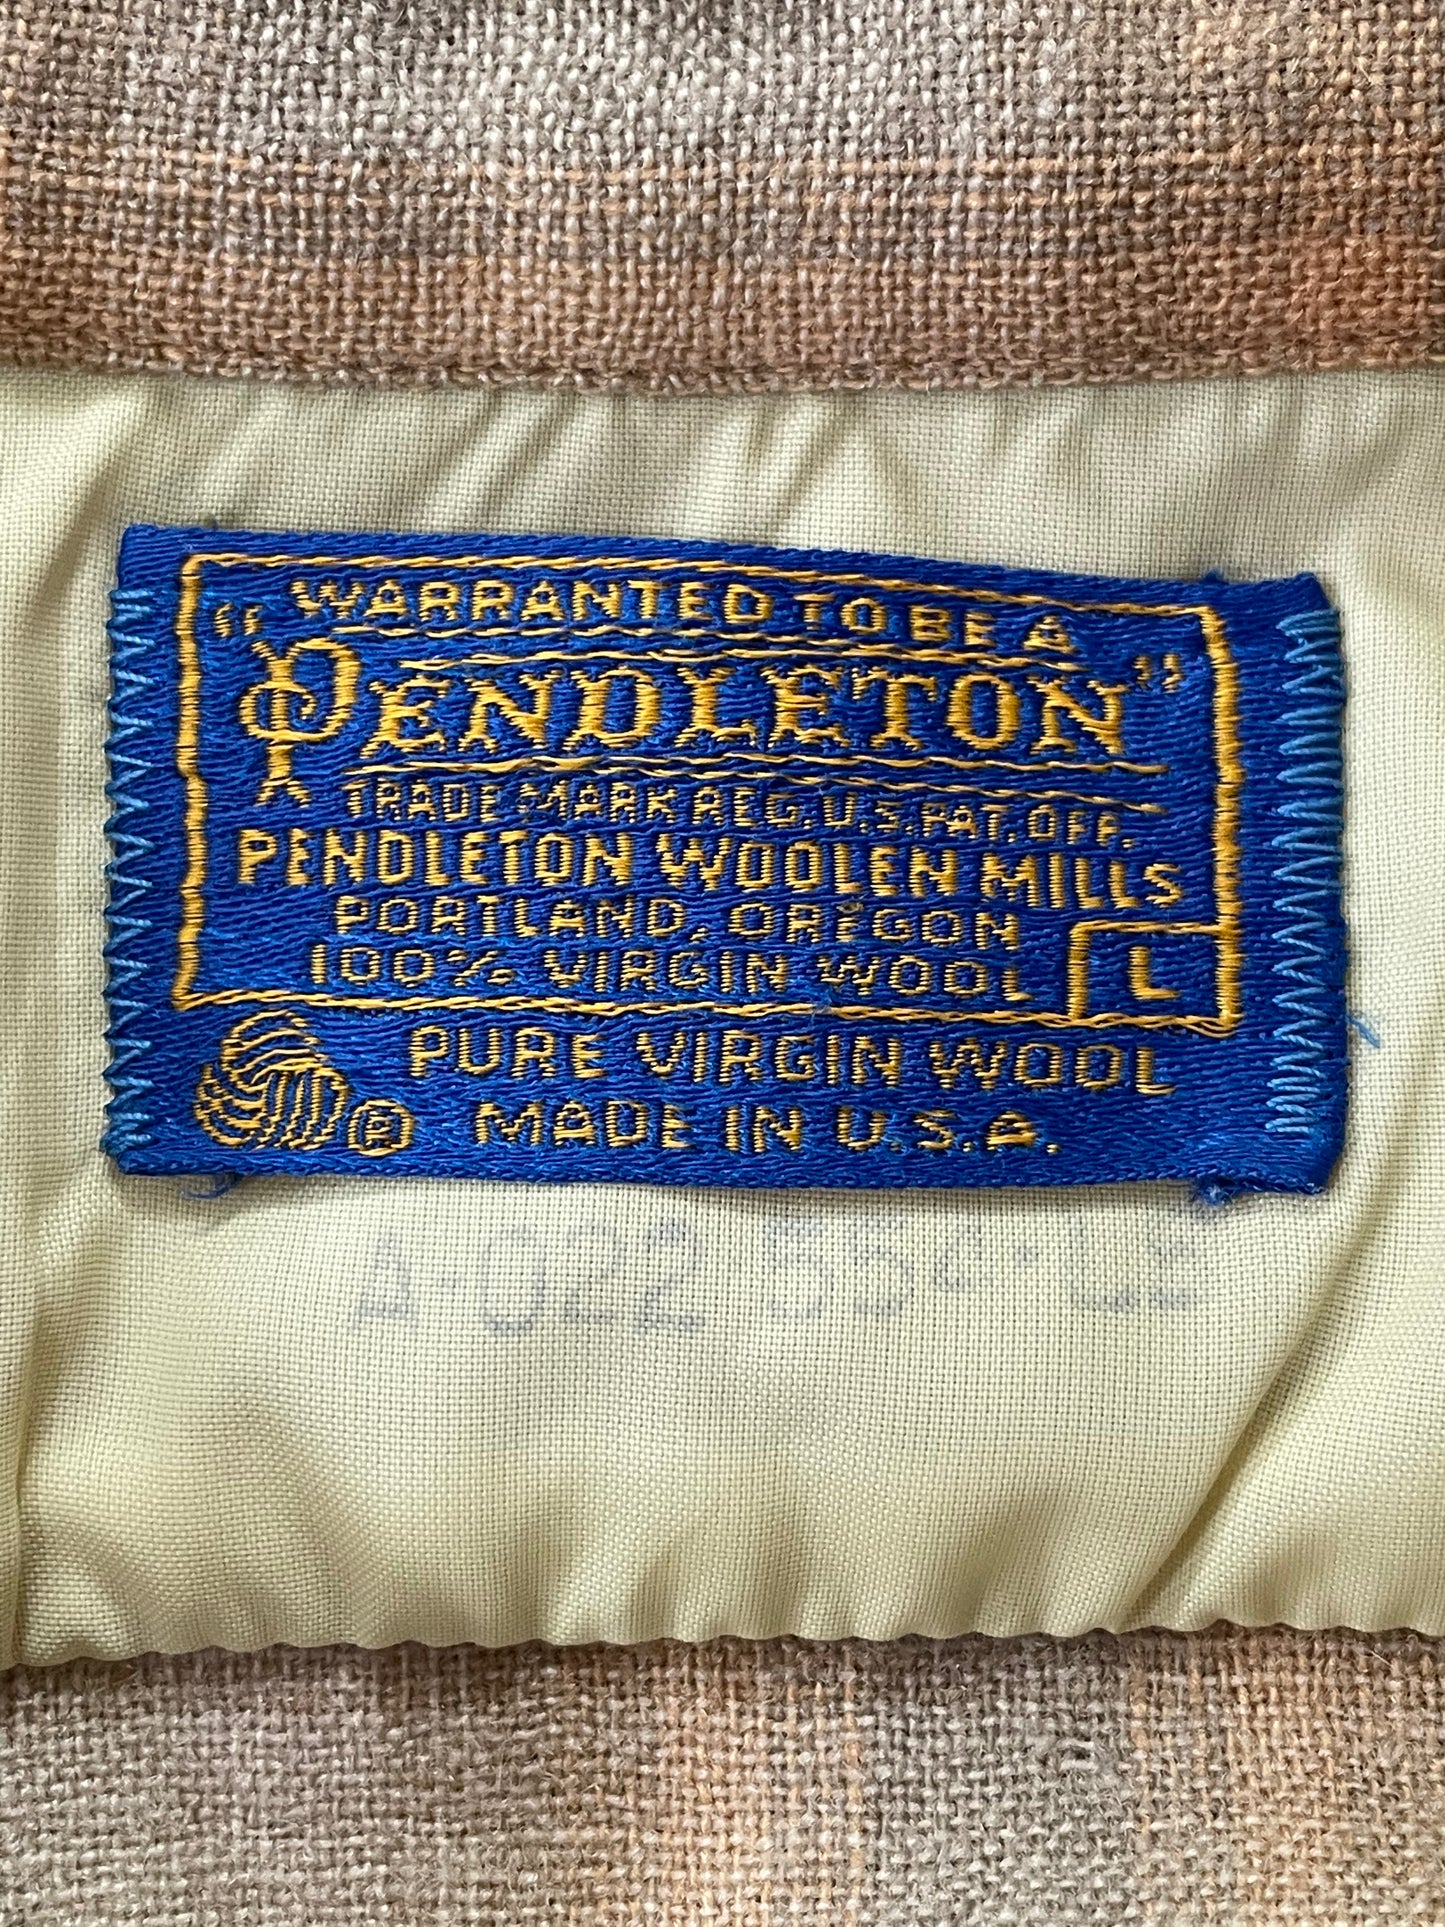 WARRANTED TO BE A
"PENDLETON"
TRADE MARK REG. U.S. PAT. OFF.
PENDLETON WOOLEN MILLS
PORTLAND, OREGON
100% VIRGIN WOOL L
PURE VIRGIN WOOL
® MADE IN U.S.A.
A-022